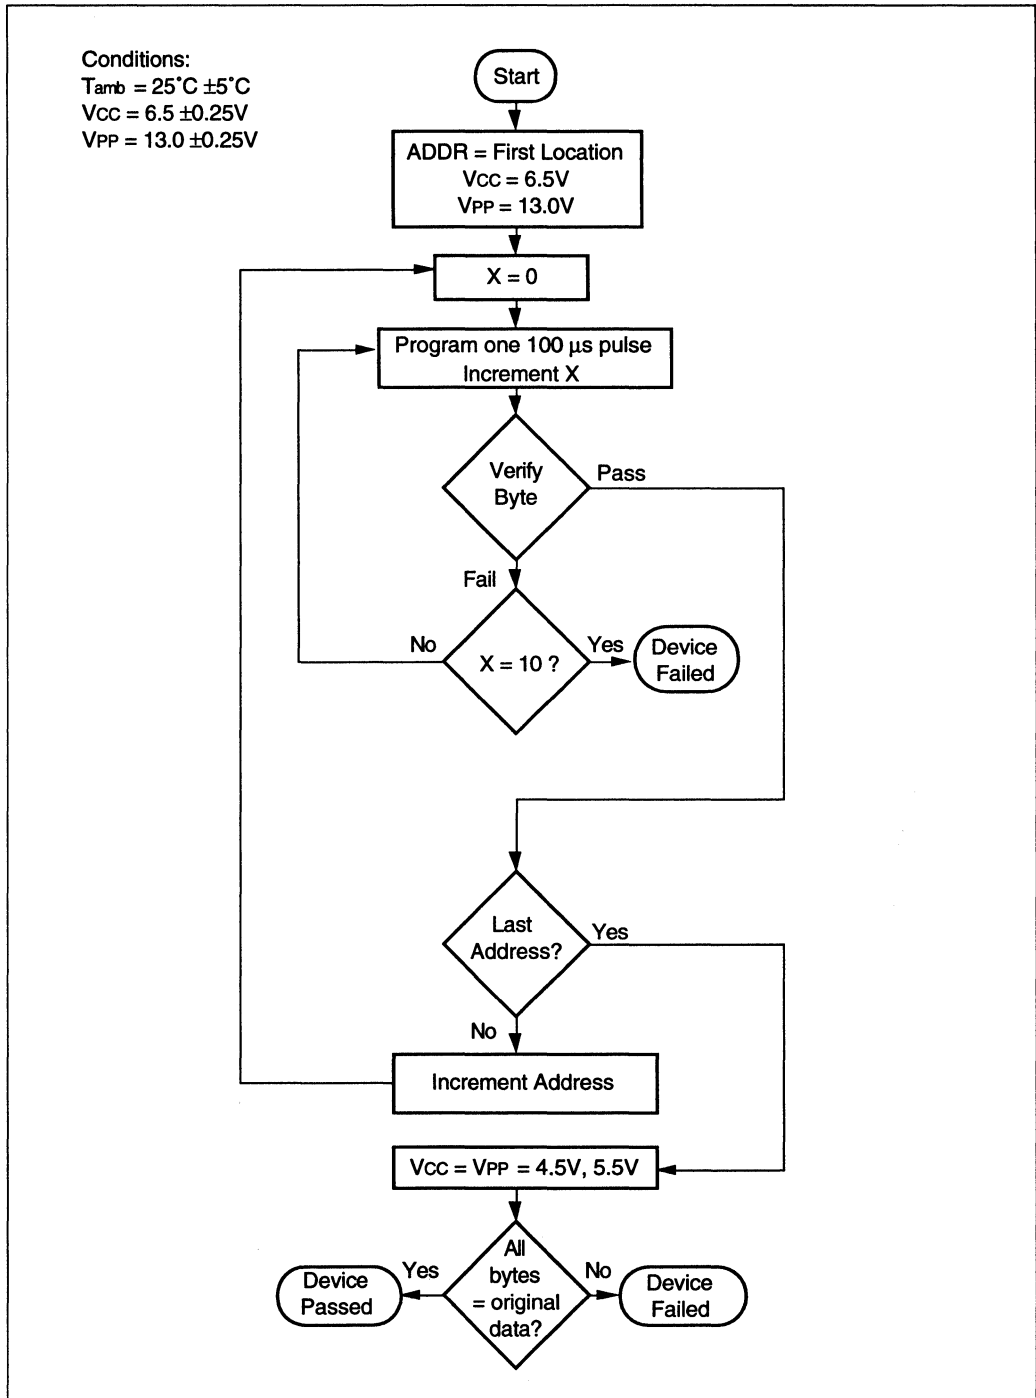 Conditions:
Tamb = 25°C ±5°C
VCC = 6.5 ±0.25V
VPP = 13.0 ±0.25V
Start
ADDR = First Location
VCC = 6.5V
VPP = 13.0V
X = 0
Program one 100 µs pulse
Increment X
Verify
Byte
Pass
Fail
X = 10 ?
No
Yes
Device
Failed
Last
Address?
Yes
No
Increment Address
VCC = VPP = 4.5V, 5.5V
All
bytes
= original
data?
Yes
Device
Passed
No
Device
Failed